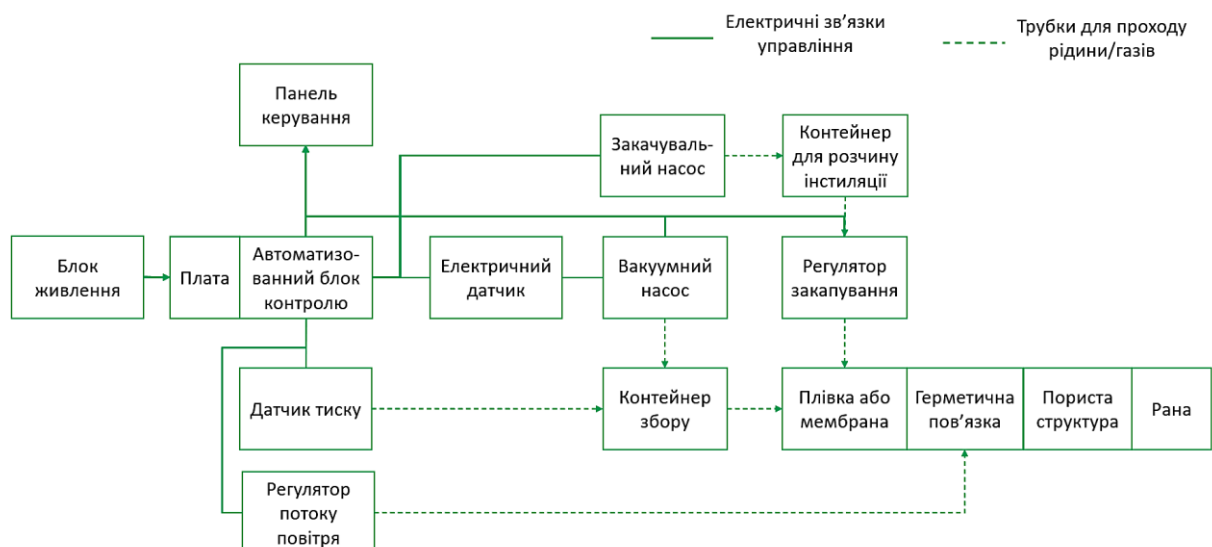 Електричні зв’язки
управління
Трубки для проходу
рідини/газів
Панель
керування
Закачуваль-
ний насос
Контейнер
для розчину
інстиляції
Блок
живлення
Плата
Автоматизо-
ванний блок
контролю
Електричний
датчик
Вакуумний
насос
Регулятор
закапування
Датчик тиску
Контейнер
збору
Плівка або
мембрана
Герметична
пов’язка
Пориста
структура
Рана
Регулятор
потоку
повітря